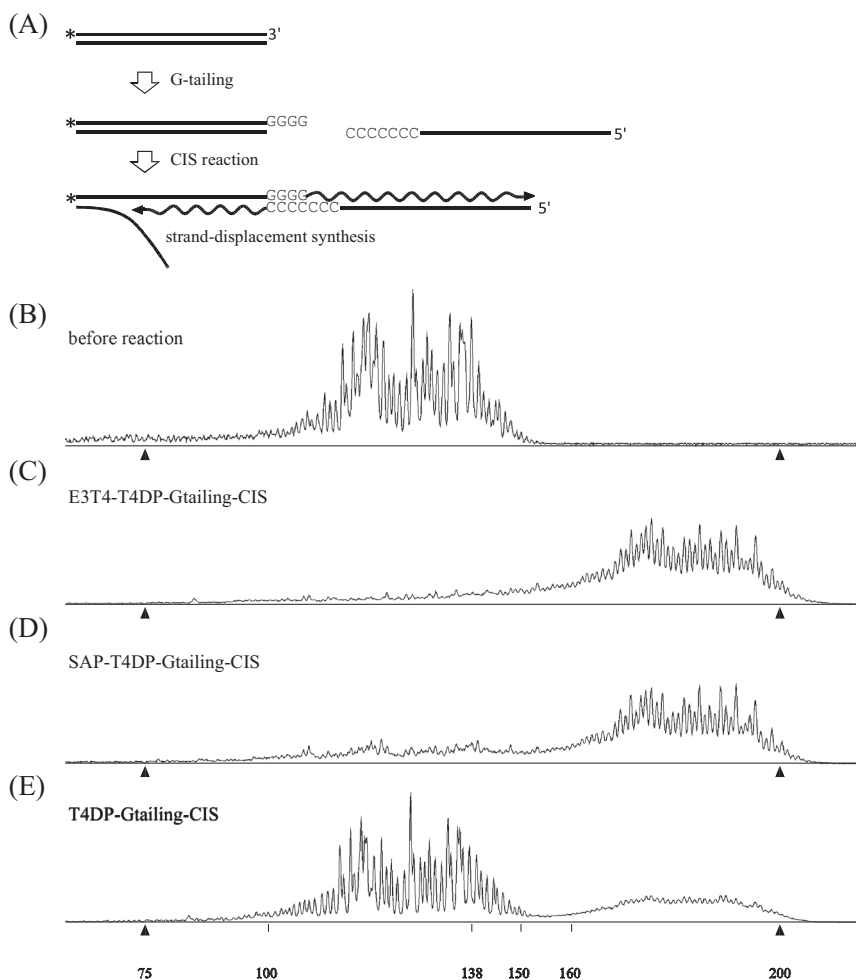 (A)
* 3'
G-tailing
* GGGG
CCCCCCC 5'
CIS reaction
* GGGG
CCCCCCC 5'
strand-displacement synthesis
(B)
before reaction
(C)
E3T4-T4DP-Gtailing-CIS
(D)
SAP-T4DP-Gtailing-CIS
(E)
T4DP-Gtailing-CIS
75 100 138 150 160 200